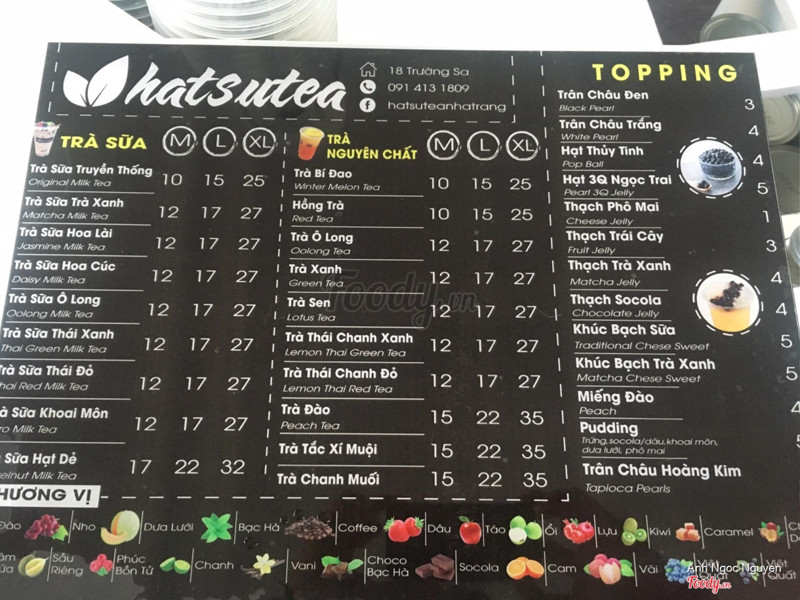 hatsutea
18 Trường Sa
091 413 1809
hatsuteanhatrang
TRÀ SỮA M L XL
Trà Sữa Truyền Thống
Original Milk Tea 10 15 25
Trà Sữa Trà Xanh
Matcha Milk Tea 12 17 27
Trà Sữa Hoa Lài
Jasmine Milk Tea 12 17 27
Trà Sữa Hoa Cúc
Daisy Milk Tea 12 17 27
Trà Sữa Ô Long
Oolong Milk Tea 12 17 27
Trà Sữa Thái Xanh
Thai Green Milk Tea 12 17 27
Trà Sữa Thái Đỏ
Thai Red Milk Tea 12 17 27
Trà Sữa Khoai Môn
Milk Tea 12 17 27
Sữa Hạt Dẻ
Milk Tea 17 22 32
TRÀ
NGUYÊN CHẤT M L XL
Trà Bí Đao
Winter Melon Tea 10 15 25
Hồng Trà
Red Tea 10 15 25
Trà Ô Long
Oolong Tea 12 17 27
Trà Xanh
Green Tea 12 17 27
Trà Sen
Lotus Tea 12 17 27
Trà Thái Chanh Xanh
Lemon Thai Green Tea 12 17 27
Trà Thái Chanh Đỏ
Lemon Thai Red Tea 12 17 27
Trà Đào
Peach Tea 15 22 35
Trà Tắc Xí Muội 15 22 35
Trà Chanh Muối 15 22 35
TOPPING
Trân Châu Đen
Black Pearl 3
Trân Châu Trắng
White Pearl 4
Hạt Thủy Tinh
Pop Ball 4
Hạt 3Q Ngọc Trai
Pearl 3Q Jelly 5
Thạch Phô Mai
Cheese Jelly 1
Thạch Trái Cây
Fruit Jelly 3
Thạch Trà Xanh
Matcha Jelly 4
Thạch Socola
Chocolate Jelly 4
Khúc Bạch Sữa
Traditional Chese Sweet 5
Khúc Bạch Trà Xanh
Matcha Chese Sweet 5
Miếng Đào
Peach 4
Pudding
Trứng,socola/dâu,khoai môn,
dưa lưới, phô mai
Trân Châu Hoàng Kim
Tapioca Pearls
HƯƠNG VỊ
Đào Nho Dưa Lưới Bạc Hà Coffee Dâu Táo Ổi Lựu Kiwi Caramel
Sầu Riêng Phúc Bồn Tử Chanh Vani Choco Bạc Hà Socola Cam Vải Việt Quất
Foody.vn
Anh Ngoc Nguyen
Foody.vn